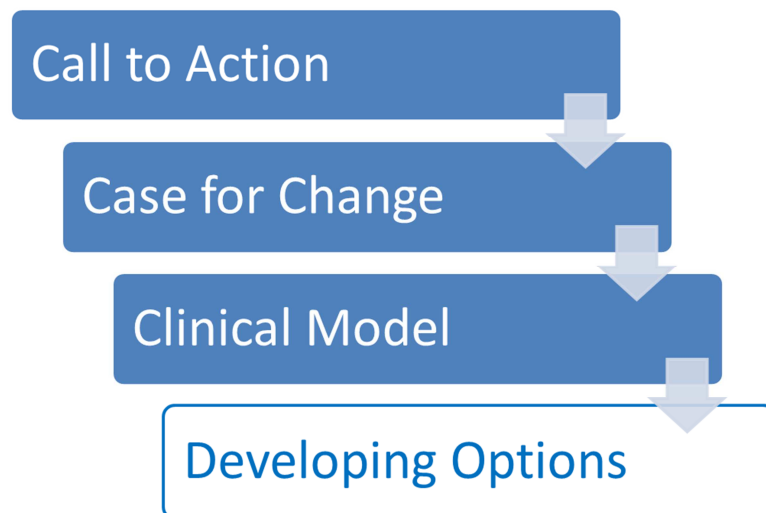 Call to Action
Case for Change
Clinical Model
Developing Options